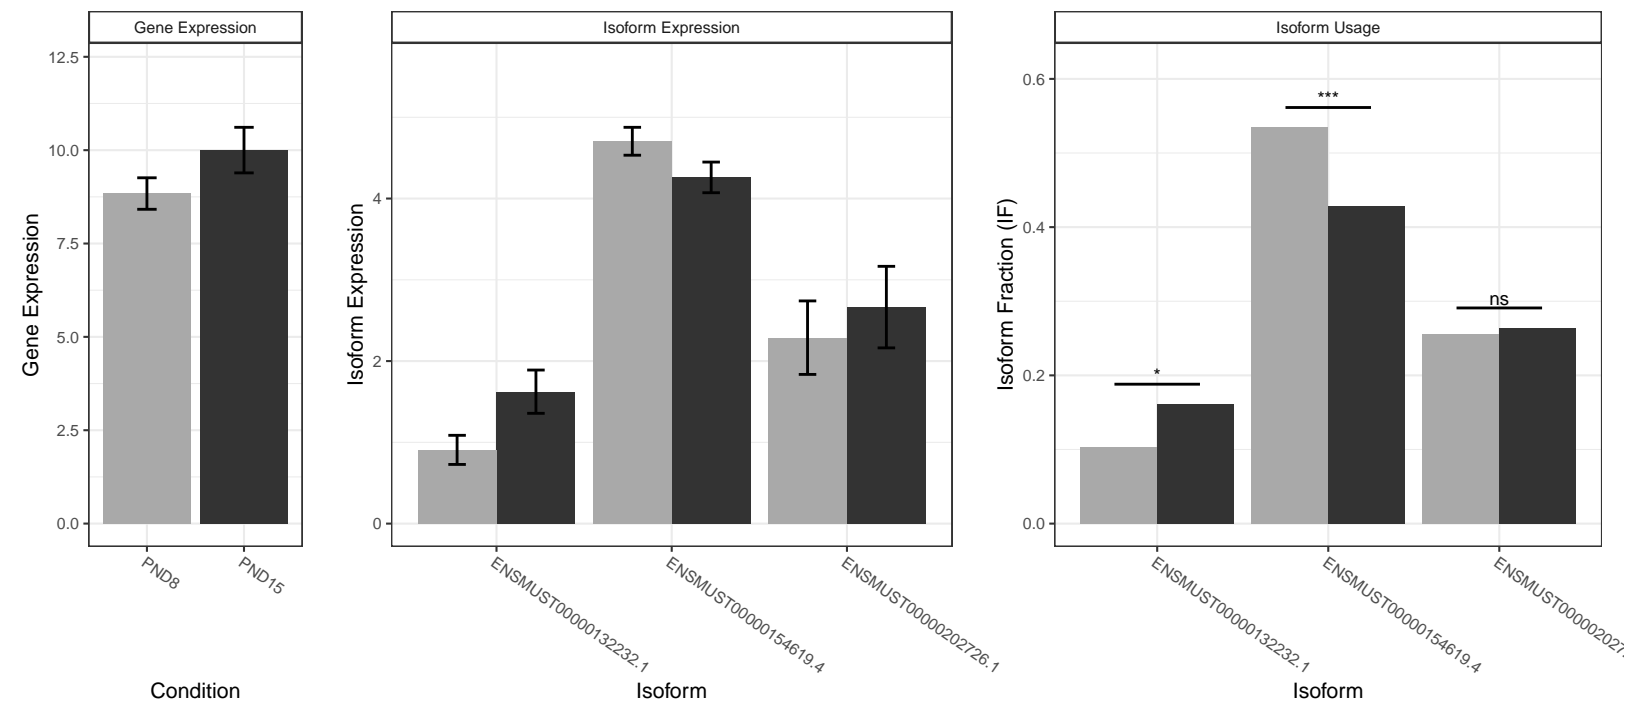 Gene Expression
Gene Expression
12.5
10.0
7.5
5.0
2.5
0.0
PND8
PND15
Condition
Isoform Expression
Isoform Expression
4
2
0
ENSMUST00000132232.1
ENSMUST00000154619.4
ENSMUST00000202726.1
Isoform
Isoform Usage
Isoform Fraction (IF)
0.6
0.4
0.2
0.0
*
***
ns
ENSMUST00000132232.1
ENSMUST00000154619.4
Isoform